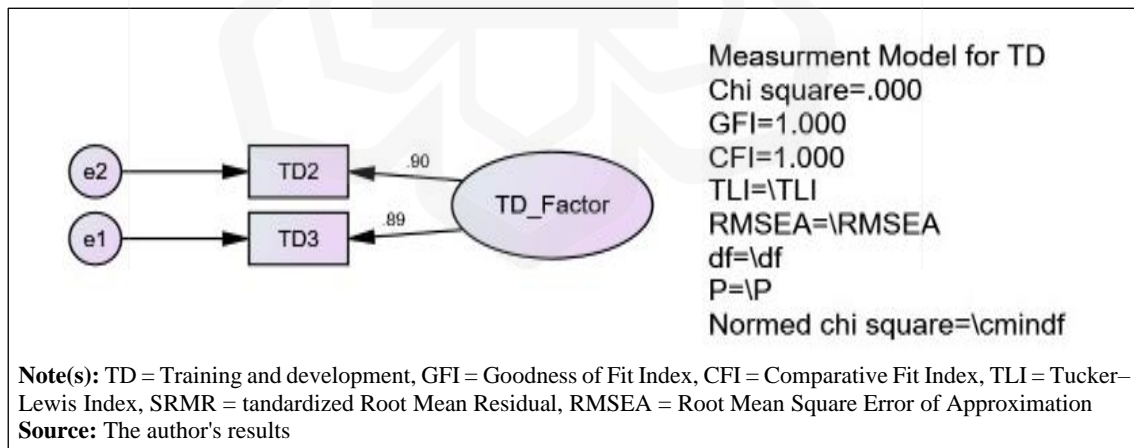 Measurment Model for TD
Chi square=.000
GFI=1.000
CFI=1.000
TLI=\TLI
RMSEA=\RMSEA
df=\df
P=\P
Normed chi square=\cmindf
e2
TD2
.90
TD_Factor
e1
TD3
.89
Note(s): TD = Training and development, GFI = Goodness of Fit Index, CFI = Comparative Fit Index, TLI = Tucker–
Lewis Index, SRMR = tandardized Root Mean Residual, RMSEA = Root Mean Square Error of Approximation
Source: The author's results